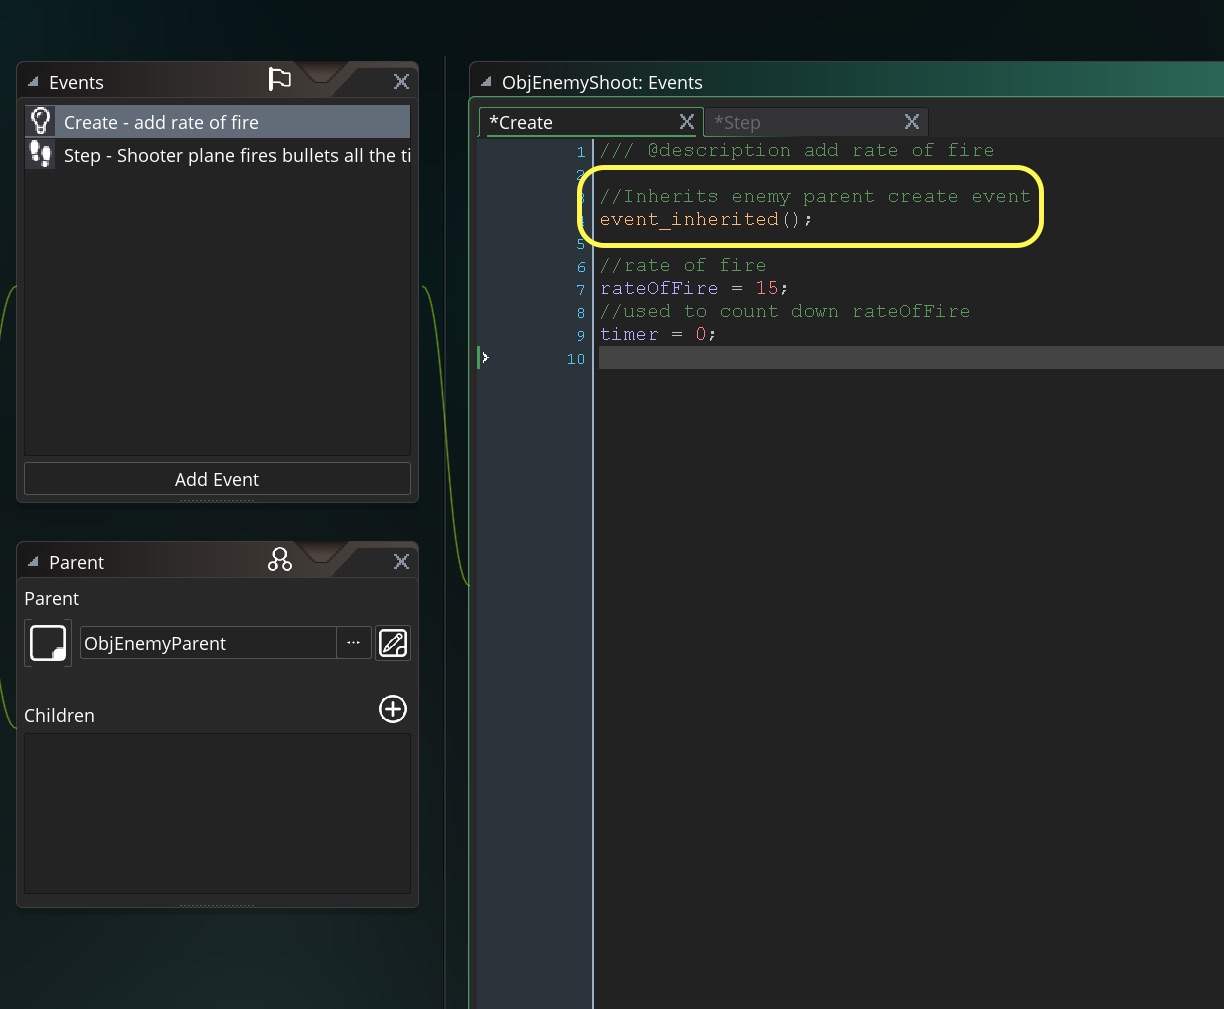 Events
Create - add rate of fire
Step - Shooter plane fires bullets all the ti
Add Event
Parent
Parent
ObjEnemyParent
...
Children
ObjEnemyShoot: Events
*Create
*Step
1 /// @description add rate of fire
2
3 //Inherits enemy parent create event
4 event_inherited();
5
6 //rate of fire
7 rateOfFire = 15;
8 //used to count down rateOfFire
9 timer = 0;
10